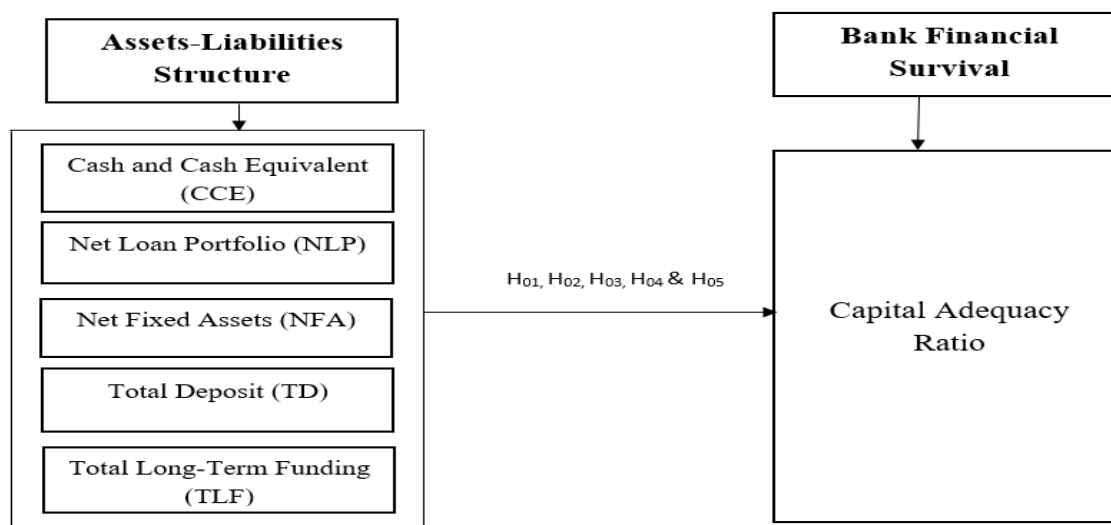 Assets-Liabilities
Structure
Cash and Cash Equivalent
(CCE)
Net Loan Portfolio (NLP)
Net Fixed Assets (NFA)
Total Deposit (TD)
Total Long-Term Funding
(TLF)
H01, H02, H03, H04 & H05
Bank Financial
Survival
Capital Adequacy
Ratio